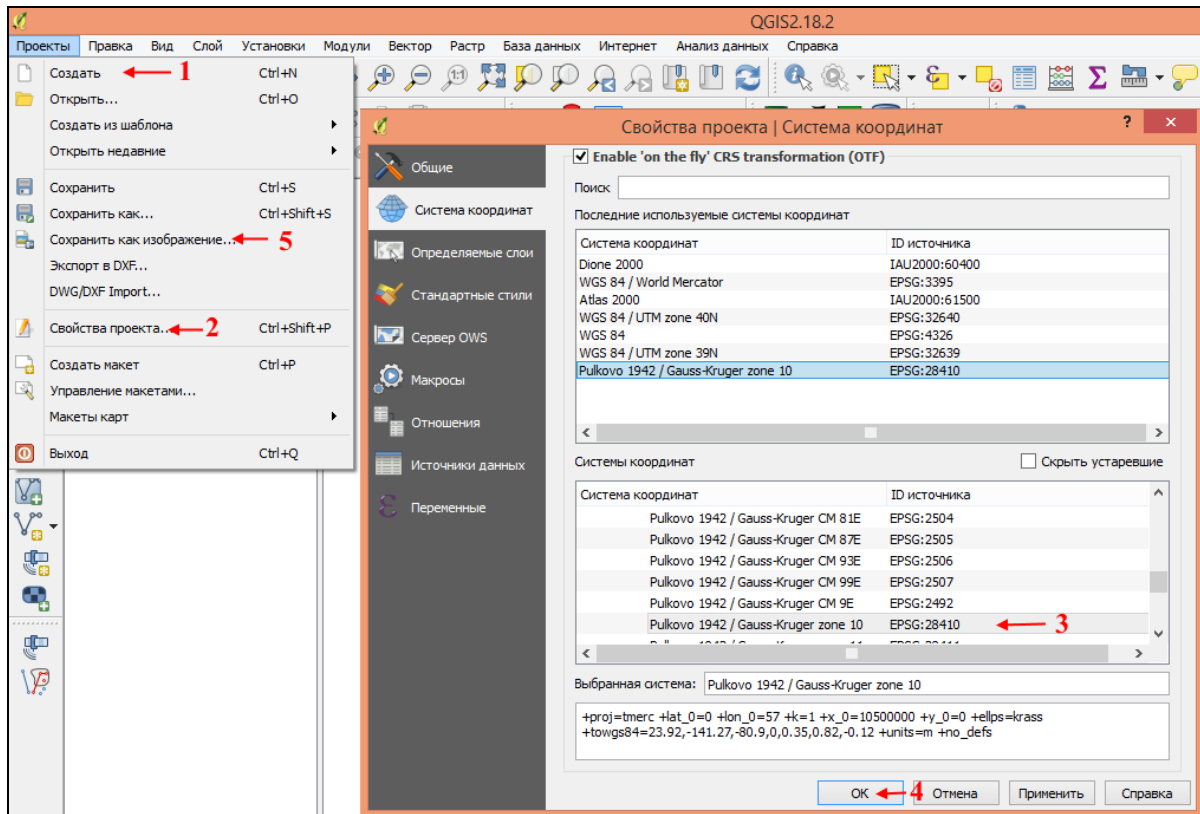 QGIS2.18.2
Проекты Правка Вид Слой Установки Модули Вектор Растр База данных Интернет Анализ данных Справка
Создать 1 Ctrl+N
Открыть... Ctrl+O
Создать из шаблона
Открыть недавние
Сохранить Ctrl+S
Сохранить как... Ctrl+Shift+S
Сохранить как изображение... 5
Экспорт в DXF...
DWG/DXF Import...
Свойства проекта... 2 Ctrl+Shift+P
Создать макет Ctrl+P
Управление макетами...
Макеты карт
Выход Ctrl+Q
Свойства проекта | Система координат
Общие
Система координат
Определяемые слои
Стандартные стили
Сервер OWS
Макросы
Отношения
Источники данных
Переменные
Enable 'on the fly' CRS transformation (OTF)
Поиск
Последние используемые системы координат
Система координат ID источника
Dione 2000 IAU2000:60400
WGS 84 / World Mercator EPSG:3395
Atlas 2000 IAU2000:61500
WGS 84 / UTM zone 40N EPSG:32640
WGS 84 EPSG:4326
WGS 84 / UTM zone 39N EPSG:32639
Pulkovo 1942 / Gauss-Kruger zone 10 EPSG:28410
Системы координат Скрыть устаревшие
Система координат ID источника
Pulkovo 1942 / Gauss-Kruger CM 81E EPSG:2504
Pulkovo 1942 / Gauss-Kruger CM 87E EPSG:2505
Pulkovo 1942 / Gauss-Kruger CM 93E EPSG:2506
Pulkovo 1942 / Gauss-Kruger CM 99E EPSG:2507
Pulkovo 1942 / Gauss-Kruger CM 9E EPSG:2492
Pulkovo 1942 / Gauss-Kruger zone 10 EPSG:28410 3
Выбранная система: Pulkovo 1942 / Gauss-Kruger zone 10
+proj=tmerc +lat_0=0 +lon_0=57 +k=1 +x_0=10500000 +y_0=0 +ellps=krass
+towgs84=23.92,-141.27,-80.9,0,0.35,0.82,-0.12 +units=m +no_defs
OK 4 Отмена Применить Справка